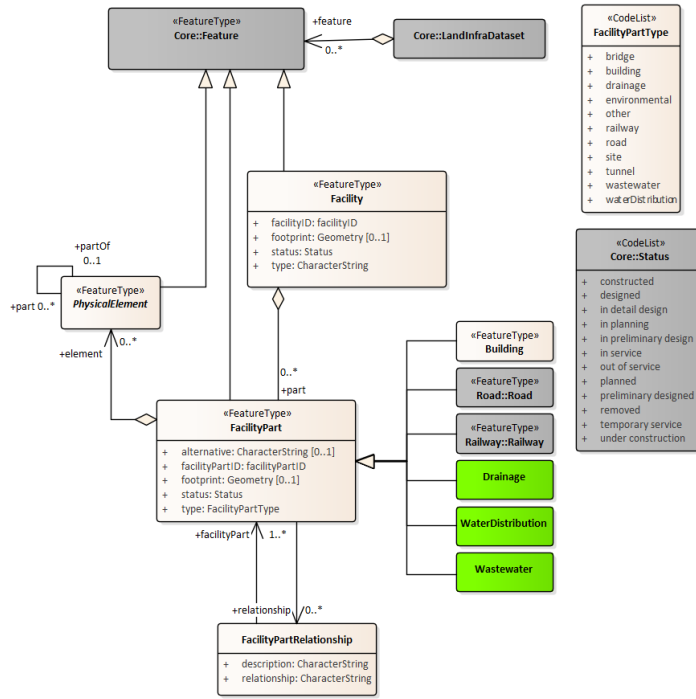 «FeatureType»
Core::Feature
+feature
0..*
Core::LandInfraDataset
«CodeList»
FacilityPartType
+ bridge
+ building
+ drainage
+ environmental
+ other
+ railway
+ road
+ site
+ tunnel
+ wastewater
+ waterDistribution
«FeatureType»
Facility
+ facilityID: facilityID
+ footprint: Geometry [0..1]
+ status: Status
+ type: CharacterString
«CodeList»
Core::Status
+ constructed
+ designed
+ in detail design
+ in planning
+ in preliminary design
+ in service
+ out of service
+ planned
+ preliminary designed
+ removed
+ temporary service
+ under construction
+partOf
0..1
«FeatureType»
PhysicalElement
+part 0..*
+element
0..*
0..*
+part
«FeatureType»
FacilityPart
+ alternative: CharacterString [0..1]
+ facilityPartID: facilityPartID
+ footprint: Geometry [0..1]
+ status: Status
+ type: FacilityPartType
«FeatureType»
Building
«FeatureType»
Road::Road
«FeatureType»
Railway::Railway
Drainage
WaterDistribution
Wastewater
+facilityPart
1..*
+relationship
0..*
FacilityPartRelationship
+ description: CharacterString
+ relationship: CharacterString